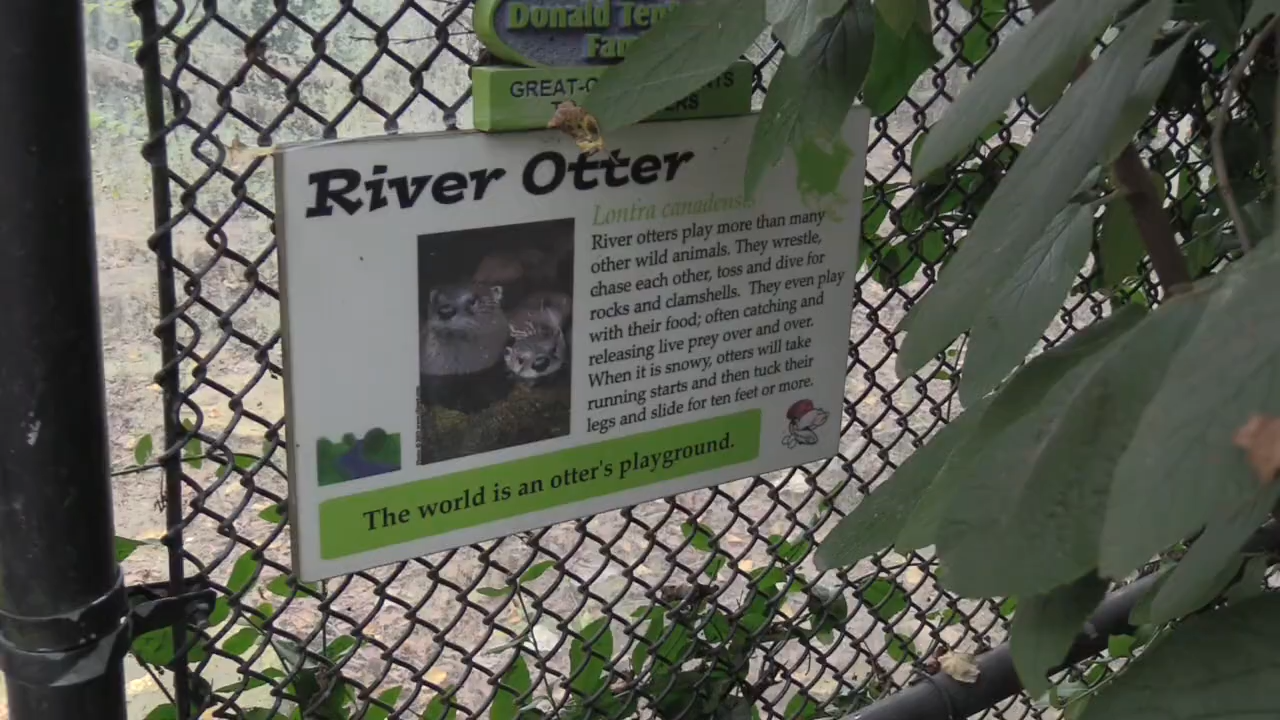 Donald
GREAT-
River Otter
Lontra canadensis
River otters play more than many
other wild animals. They wrestle,
chase each other, toss and dive for
rocks and clamshells. They even play
with their food; often catching and
releasing live prey over and over.
When it is snowy, otters will take
running starts and then tuck their
legs and slide for ten feet or more.
The world is an otter's playground.